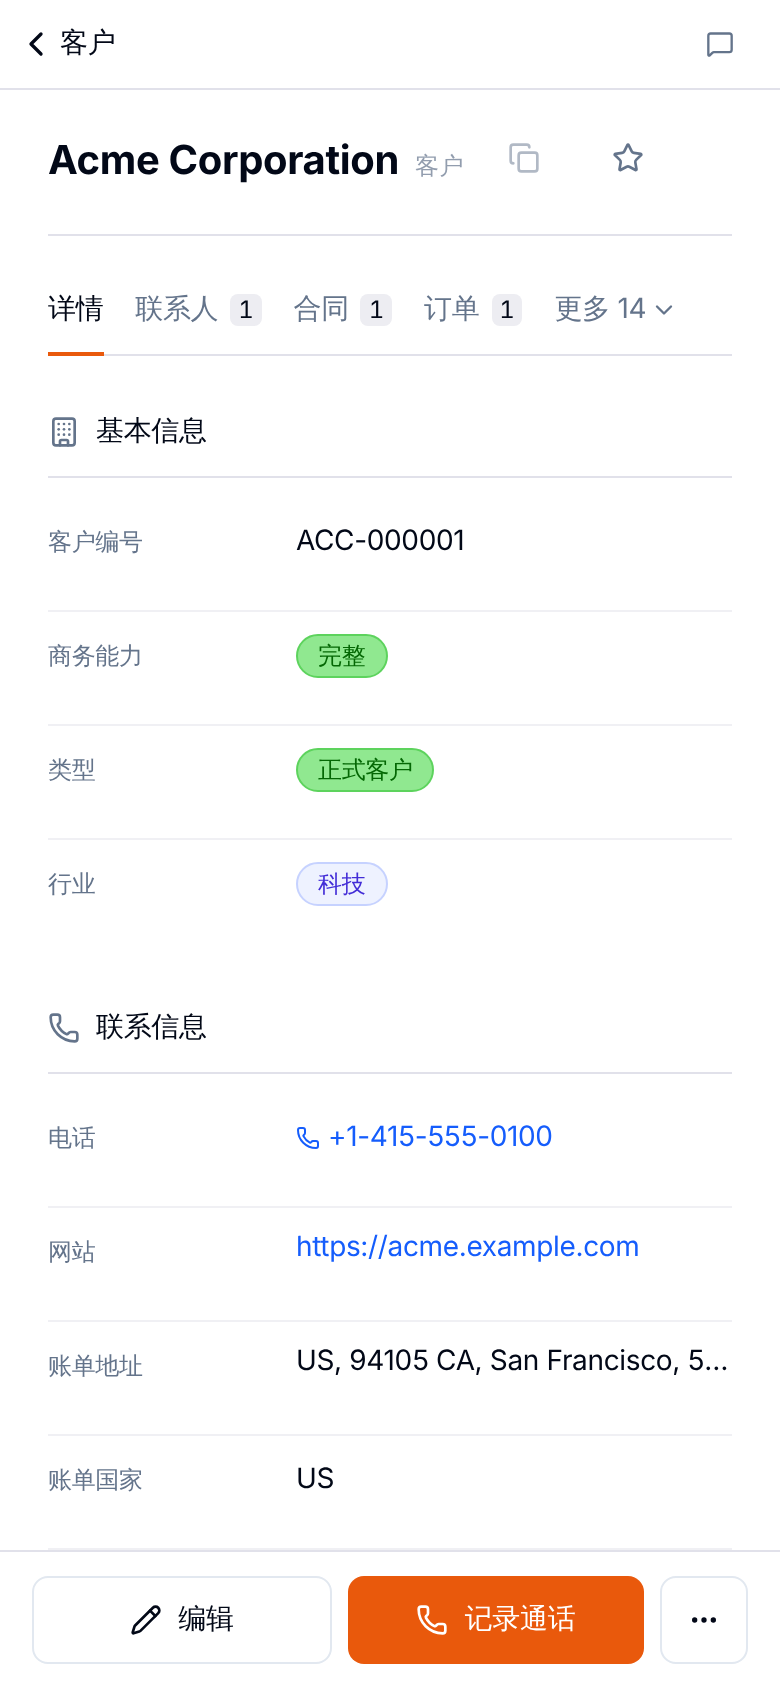 客户
Acme Corporation 客户
详情 联系人 1 合同 1 订单 1 更多 14
基本信息
客户编号 ACC-000001
商务能力 完整
类型 正式客户
行业 科技
联系信息
电话 +1-415-555-0100
网站 https://acme.example.com
账单地址 US, 94105 CA, San Francisco, 5...
账单国家 US
编辑 记录通话